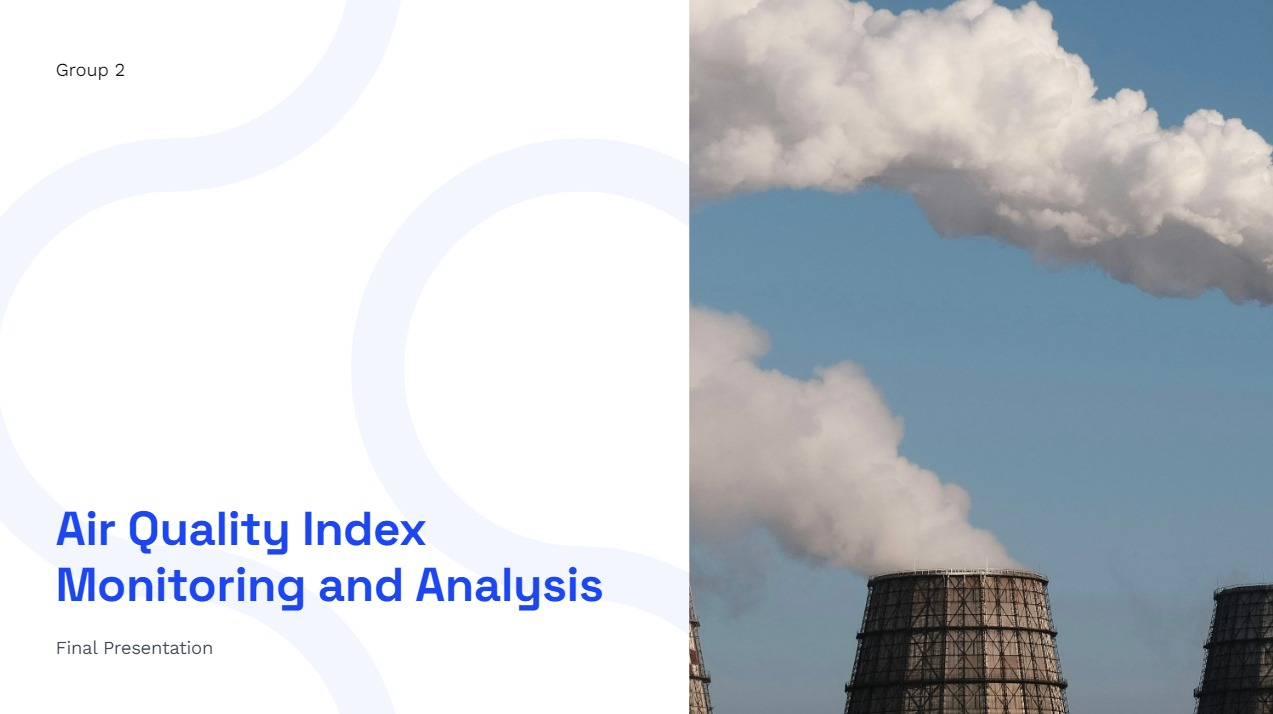 Group 2
Air Quality Index
Monitoring and Analysis
Final Presentation